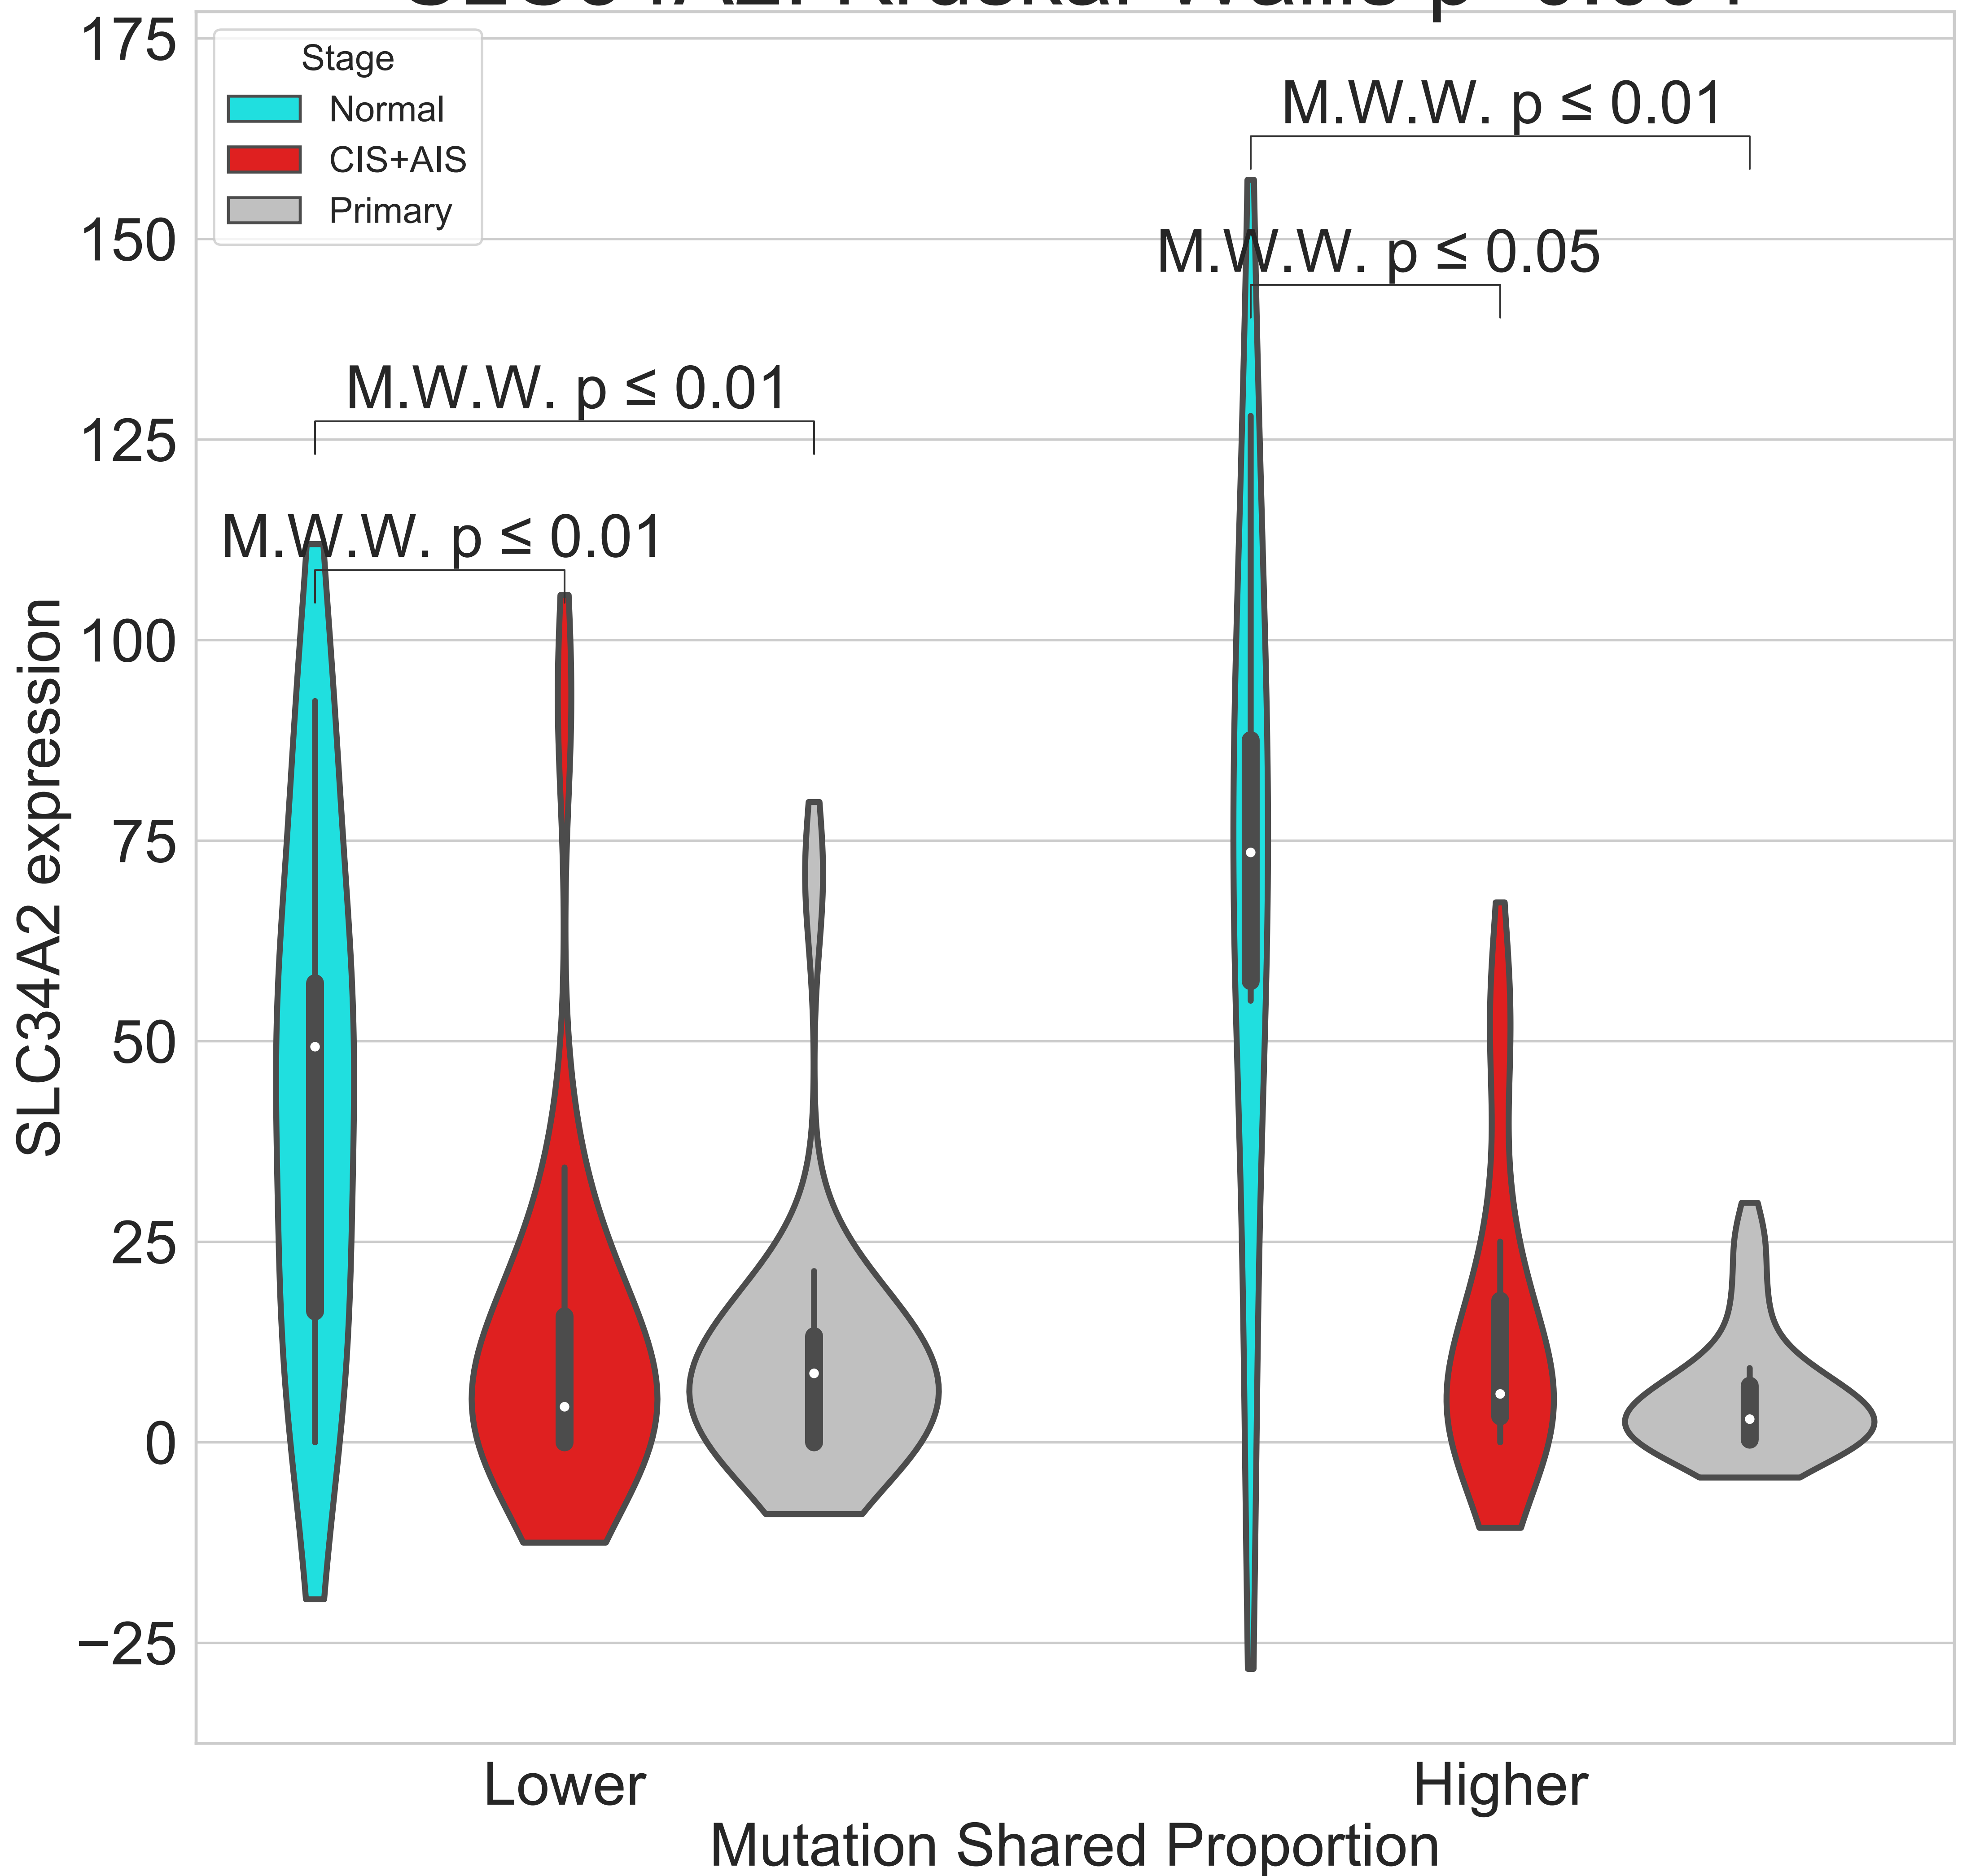 175
Stage
Normal
CIS+AIS
Primary
M.W.W. p ≤ 0.01
150
M.W.W. p ≤ 0.05
125
M.W.W. p ≤ 0.01
M.W.W. p ≤ 0.01
100
75
50
25
0
−25
SLC34A2 expression
Lower
Higher
Mutation Shared Proportion